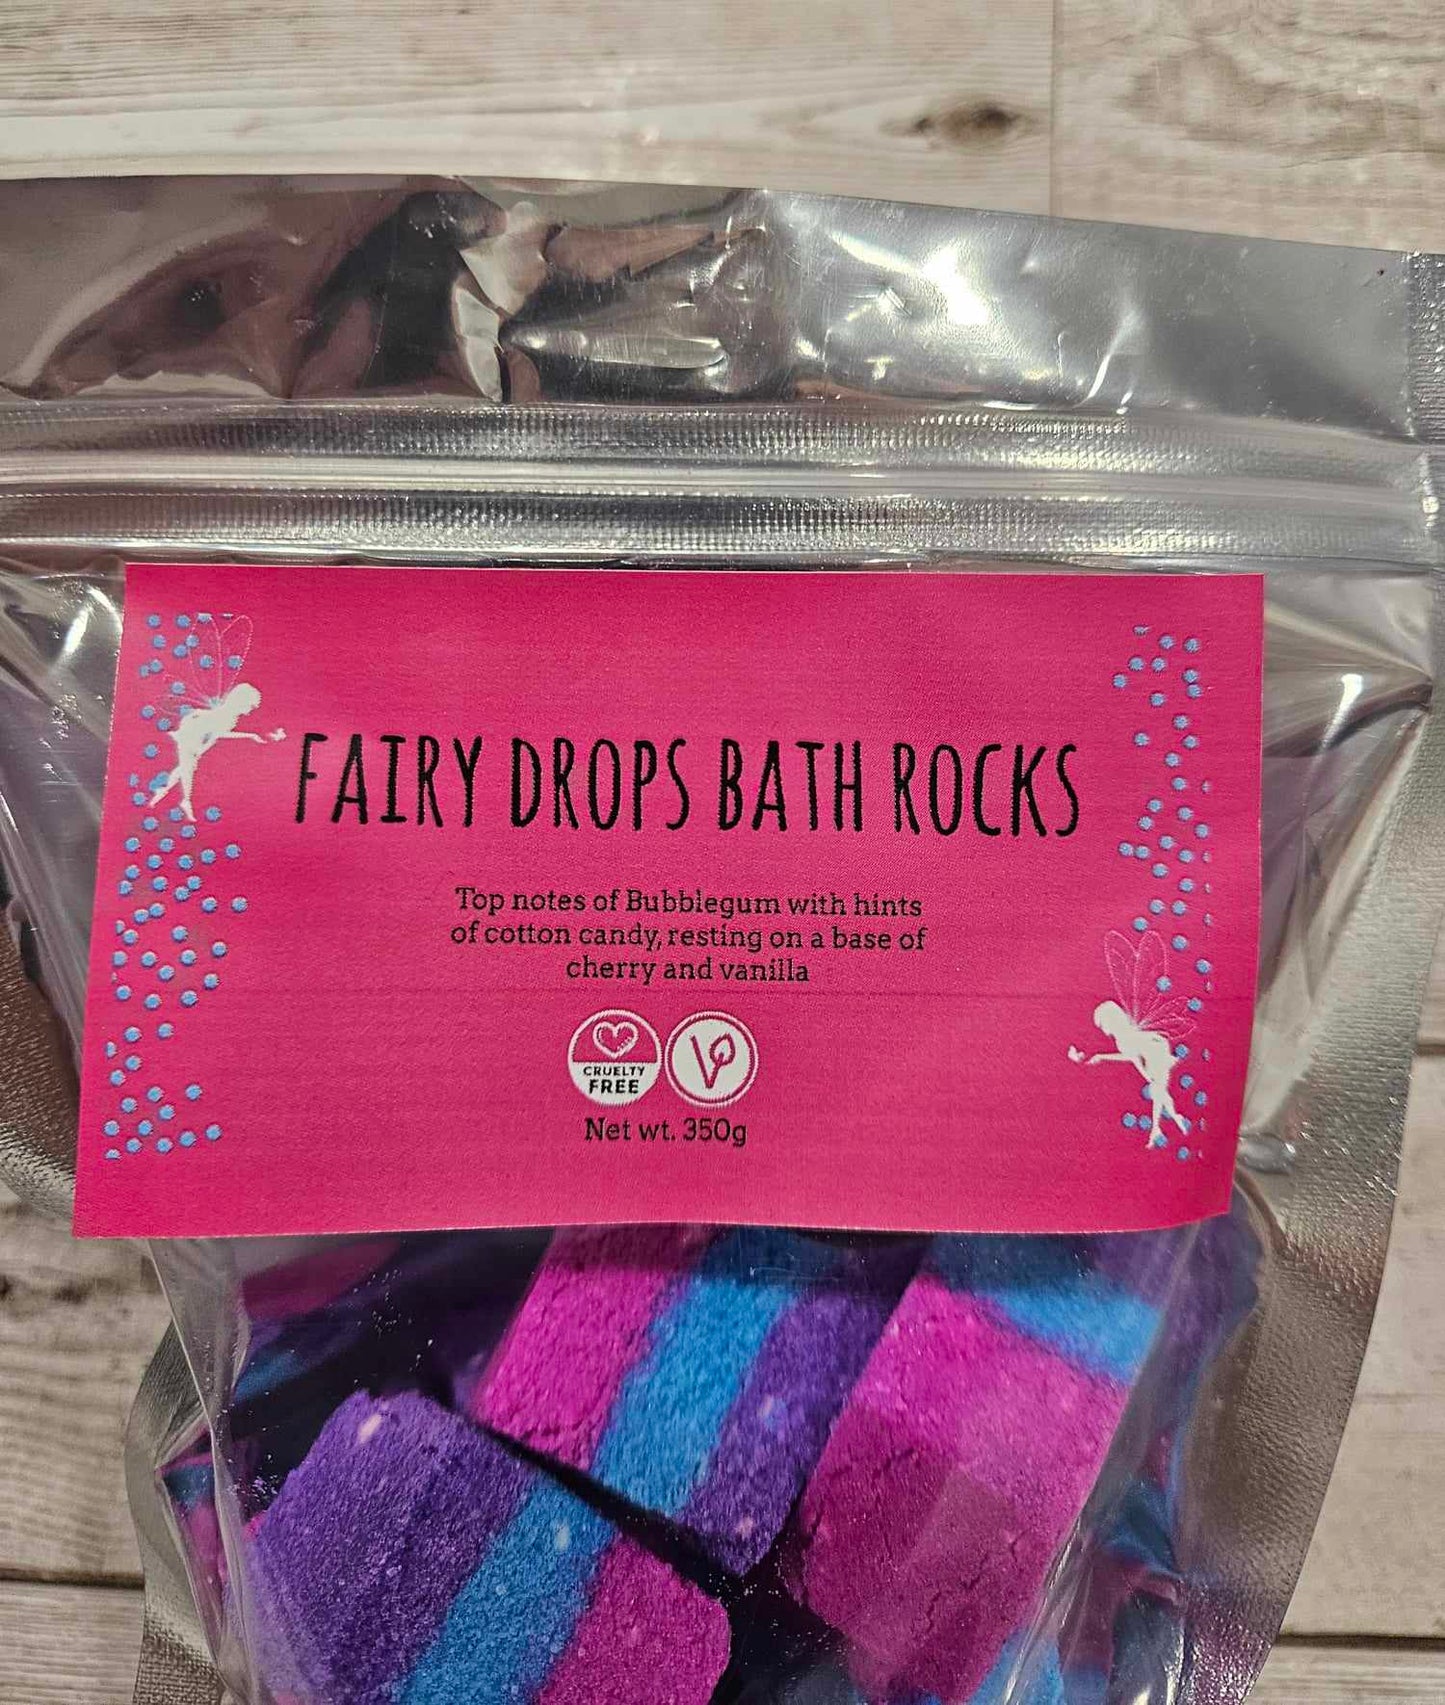 FAIRY DROPS BATH ROCKS
Top notes of Bubblegum with hints
of cotton candy, resting on a base of
cherry and vanilla
CRUELTY
FREE
V
Net wt. 350g